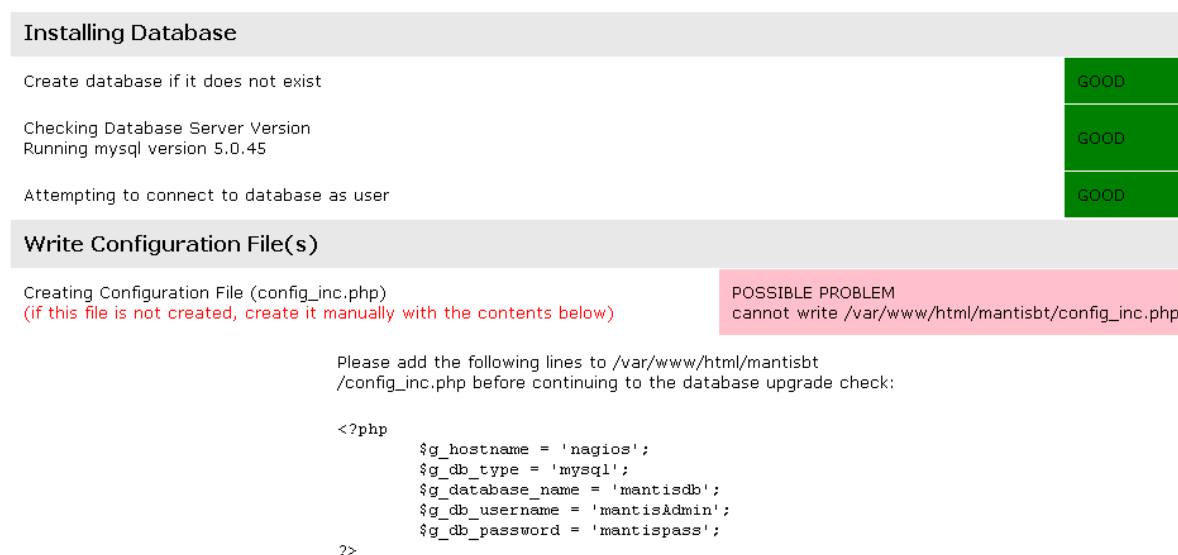 Installing Database
Create database if it does not exist
GOOD
Checking Database Server Version
Running mysql version 5.0.45
GOOD
Attempting to connect to database as user
GOOD
Write Configuration File(s)
Creating Configuration File (config_inc.php)
(if this file is not created, create it manually with the contents below)
POSSIBLE PROBLEM
cannot write /var/www/html/mantisbt/config_inc.php
Please add the following lines to /var/www/html/mantisbt
/config_inc.php before continuing to the database upgrade check:
<?php
$g_hostname = 'nagios';
$g_db_type = 'mysql';
$g_database_name = 'mantisdb';
$g_db_username = 'mantisAdmin';
$g_db_password = 'mantispass';
?>